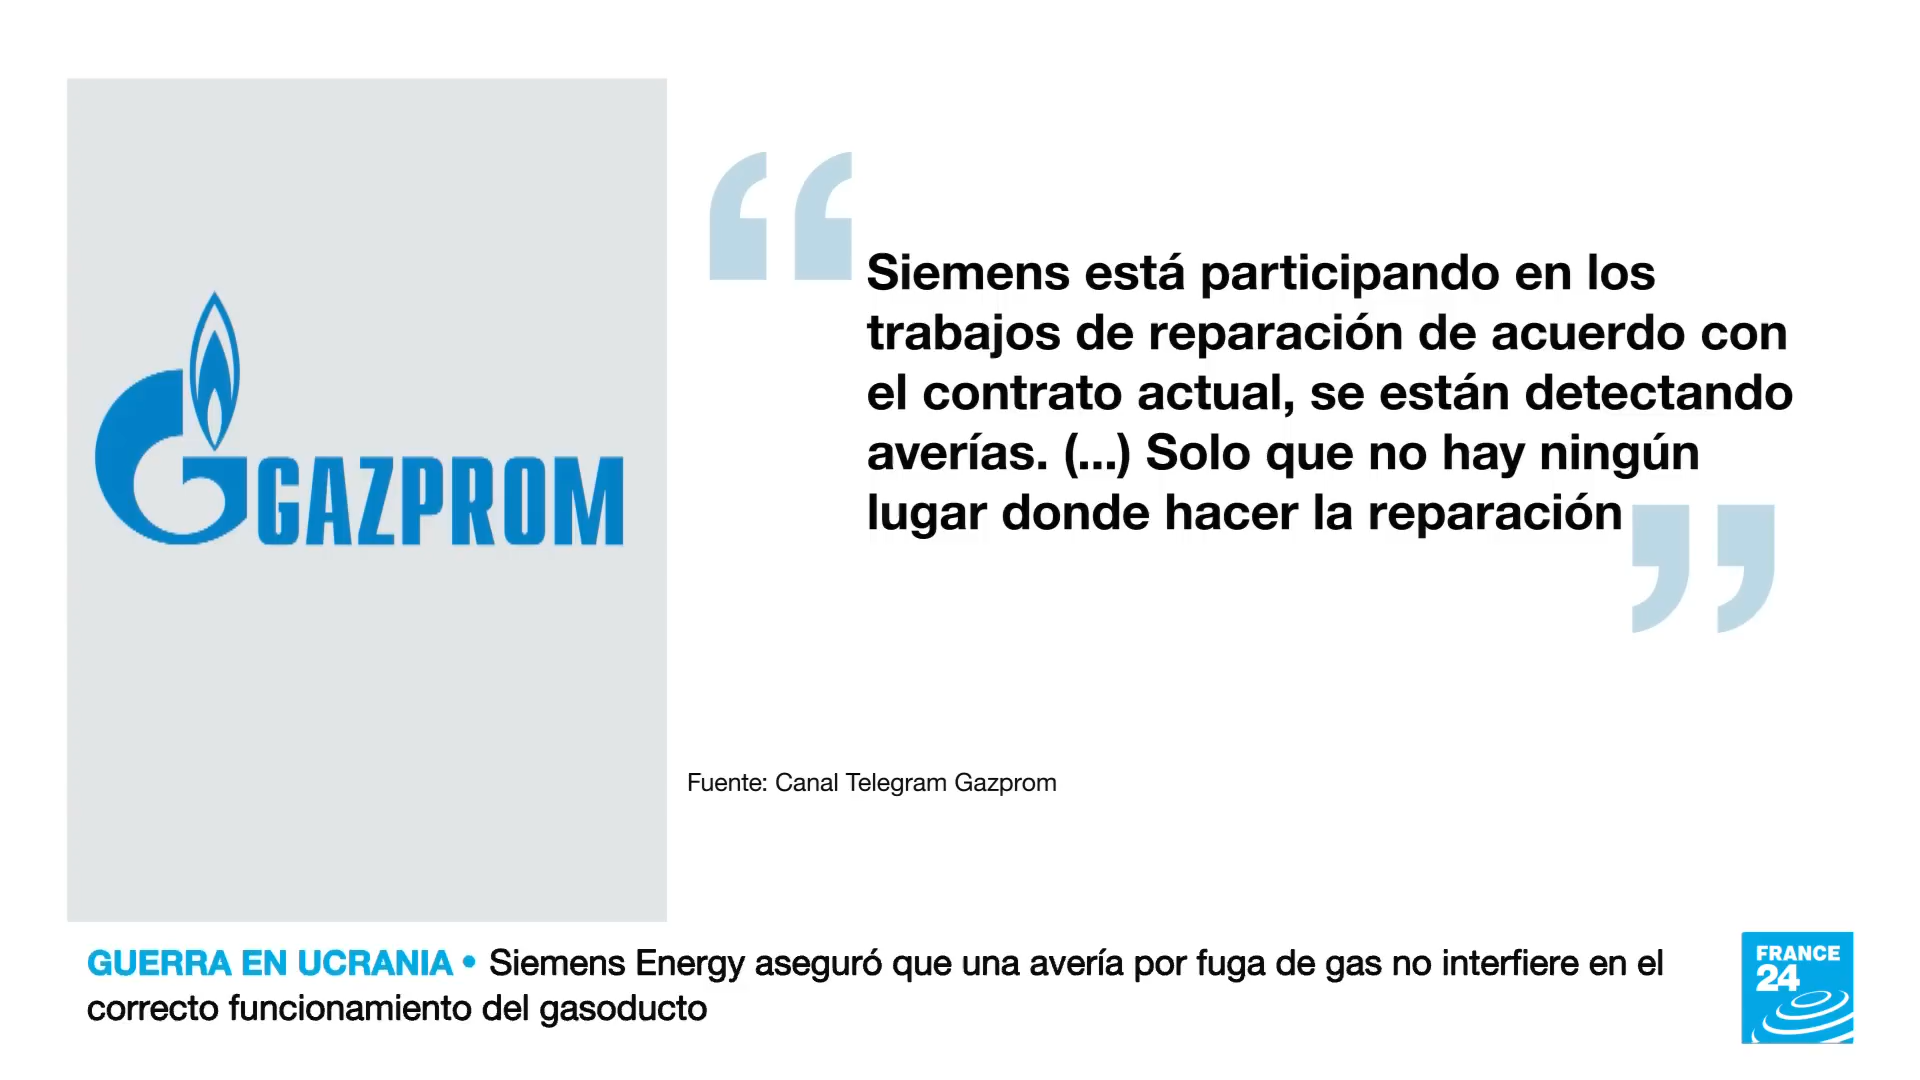 GAZPROM
“
Siemens está participando en los
trabajos de reparación de acuerdo con
el contrato actual, se están detectando
averías. (...) Solo que no hay ningún
lugar donde hacer la reparación
”
Fuente: Canal Telegram Gazprom
GUERRA EN UCRANIA • Siemens Energy aseguró que una avería por fuga de gas no interfiere en el
correcto funcionamiento del gasoducto
FRANCE
24